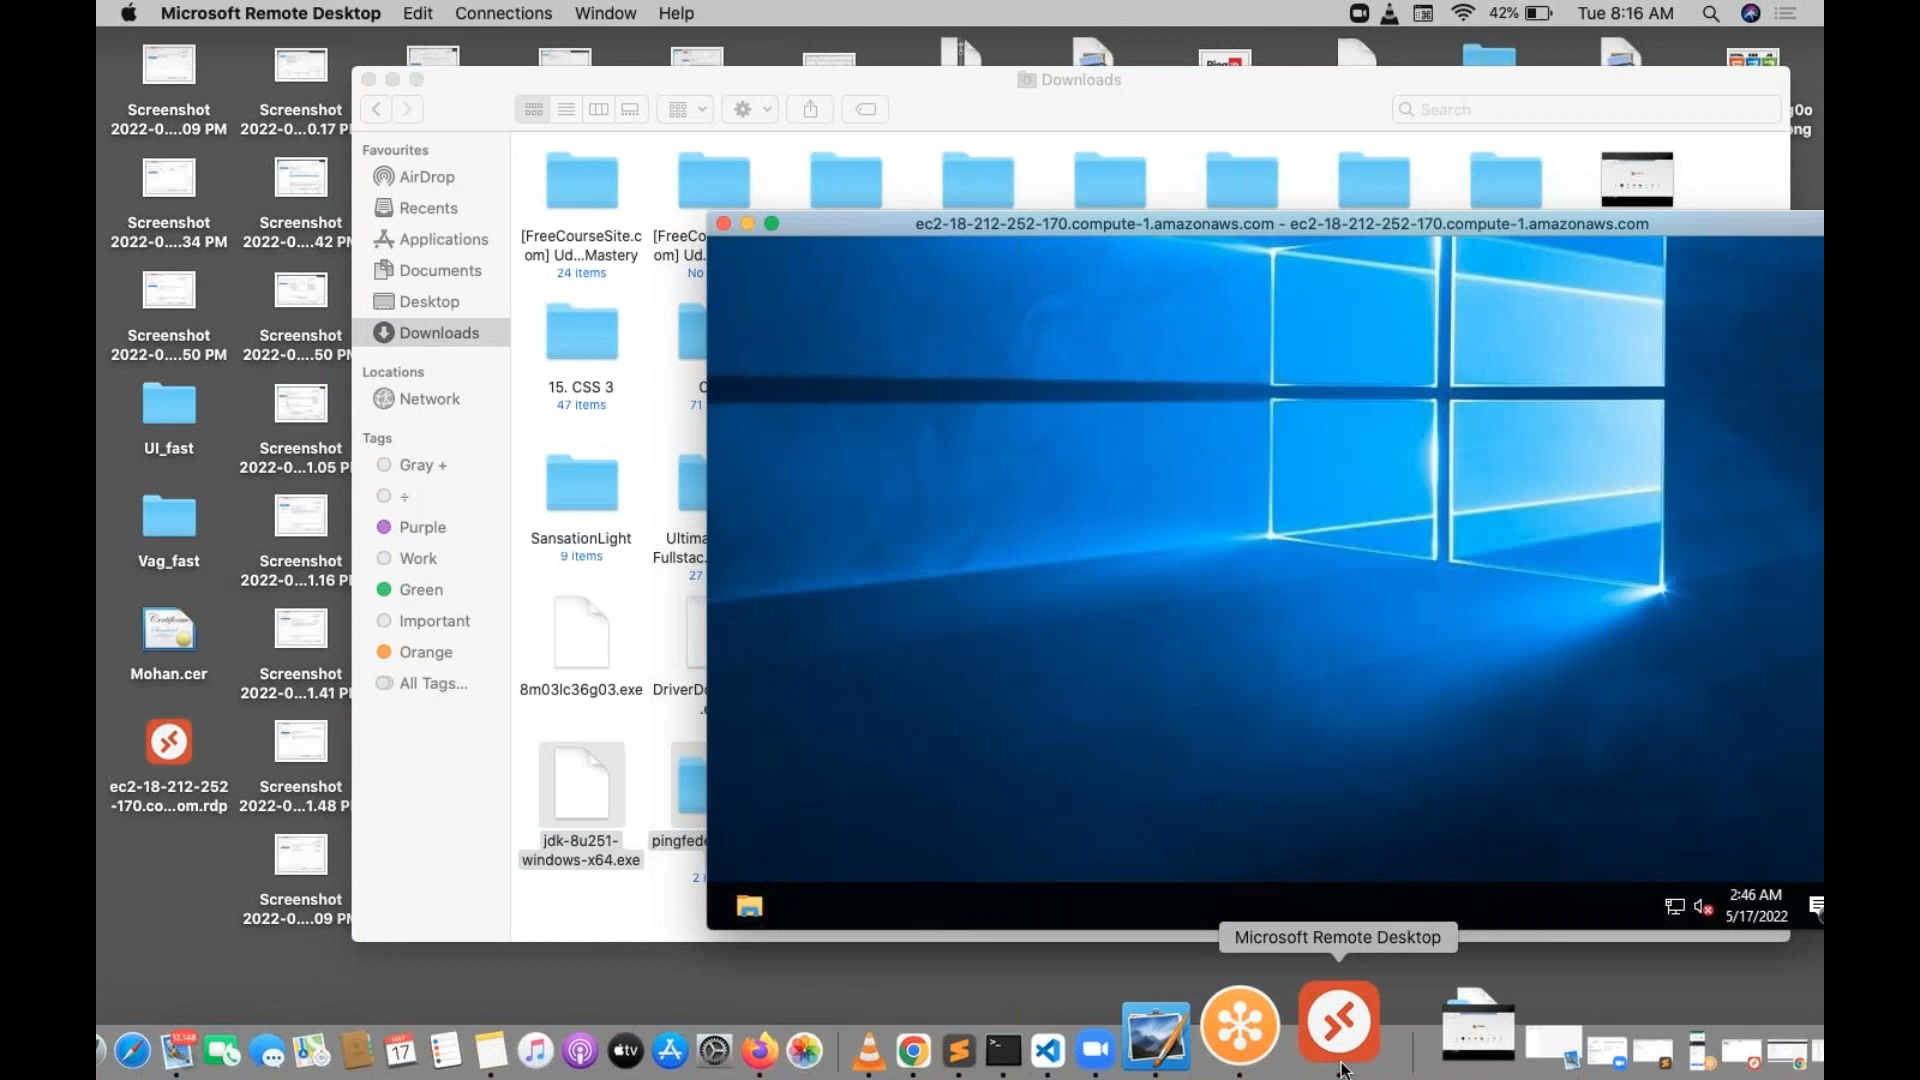 Microsoft Remote Desktop Edit Connections Window Help 42% Tue 8:16 AM
Downloads
Search
Screenshot
2022-0....09 PM
Screenshot
2022-0...0.17 P
Screenshot
2022-0....34 PM
Screenshot
2022-0....42 P
Screenshot
2022-0....50 PM
Screenshot
2022-0....50 P
UI_fast
Screenshot
2022-0...1.05 P
Vag_fast
Screenshot
2022-0...1.16 P
Mohan.cer
Screenshot
2022-0...1.41 P
ec2-18-212-252
-170.co...om.rdp
Screenshot
2022-0...1.48 P
Screenshot
2022-0....09 P
Favourites
AirDrop
Recents
Applications
Documents
Desktop
Downloads
Locations
Network
Tags
Gray +
÷
Purple
Work
Green
Important
Orange
All Tags...
[FreeCourseSite.c
om] Ud...Mastery
24 items
[FreeCo
om] Ud.
No
15. CSS 3
47 items
C
71
SansationLight
9 items
Ultima
Fullstac.
27
8m03lc36g03.exe
DriverDo
.e
jdk-8u251-
windows-x64.exe
pingfede
2 i
ec2-18-212-252-170.compute-1.amazonaws.com - ec2-18-212-252-170.compute-1.amazonaws.com
2:46 AM
5/17/2022
Microsoft Remote Desktop
12,148
17
tv